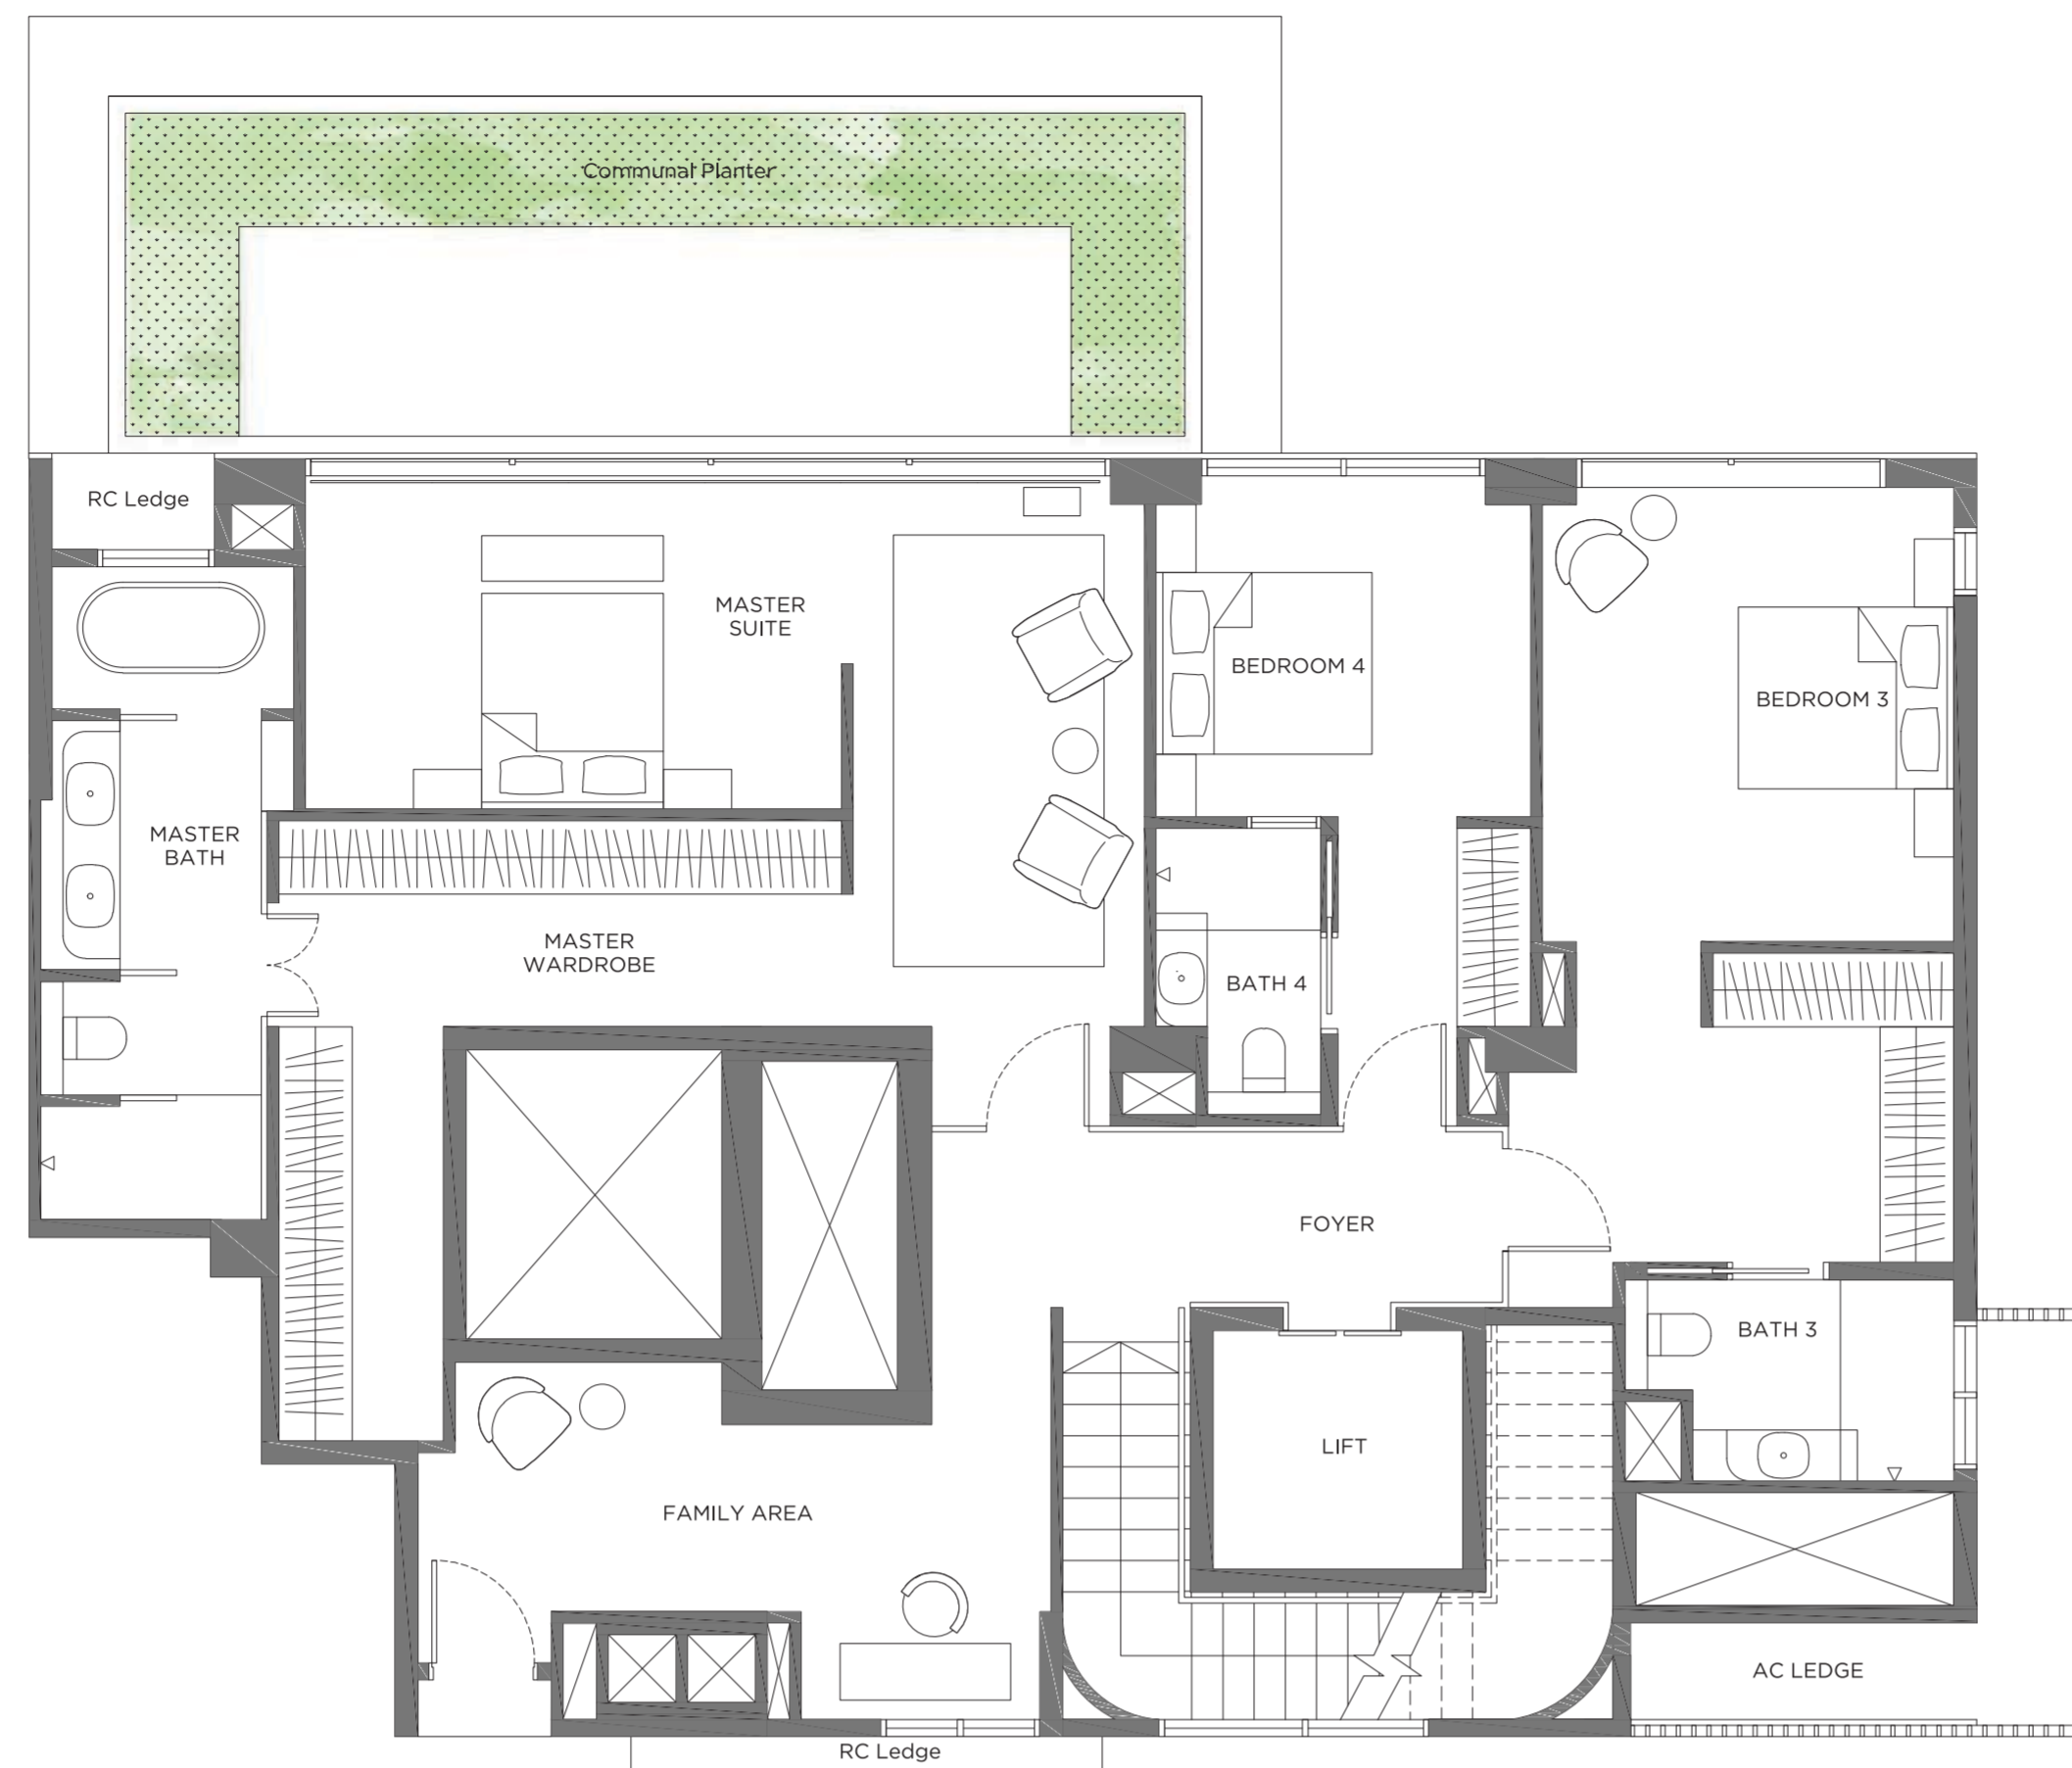 Communal Planter
RC Ledge
MASTER
SUITE
BEDROOM 4
BEDROOM 3
MASTER
BATH
MASTER
WARDROBE
BATH 4
FOYER
BATH 3
LIFT
FAMILY AREA
AC LEDGE
RC Ledge